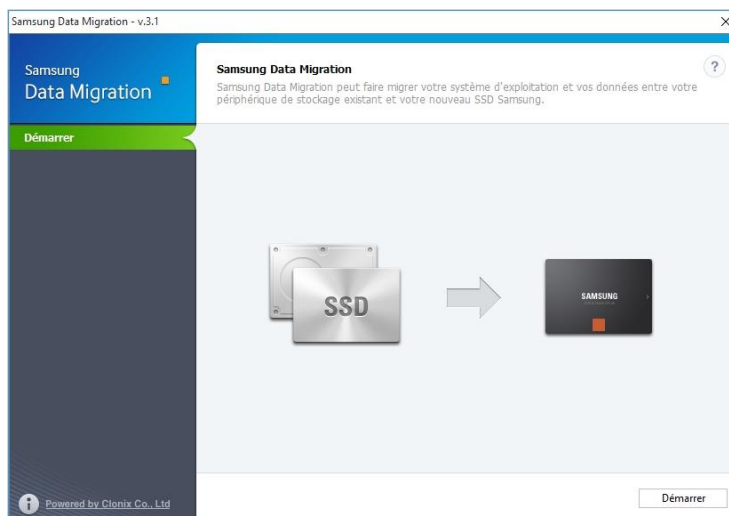 Samsung Data Migration - v.3.1
Samsung
Data Migration
Samsung Data Migration
Samsung Data Migration peut faire migrer votre système d'exploitation et vos données entre votre
périphérique de stockage existant et votre nouveau SSD Samsung.
?
Démarrer
SSD
SAMSUNG
Powered by Clonix Co., Ltd
Démarrer